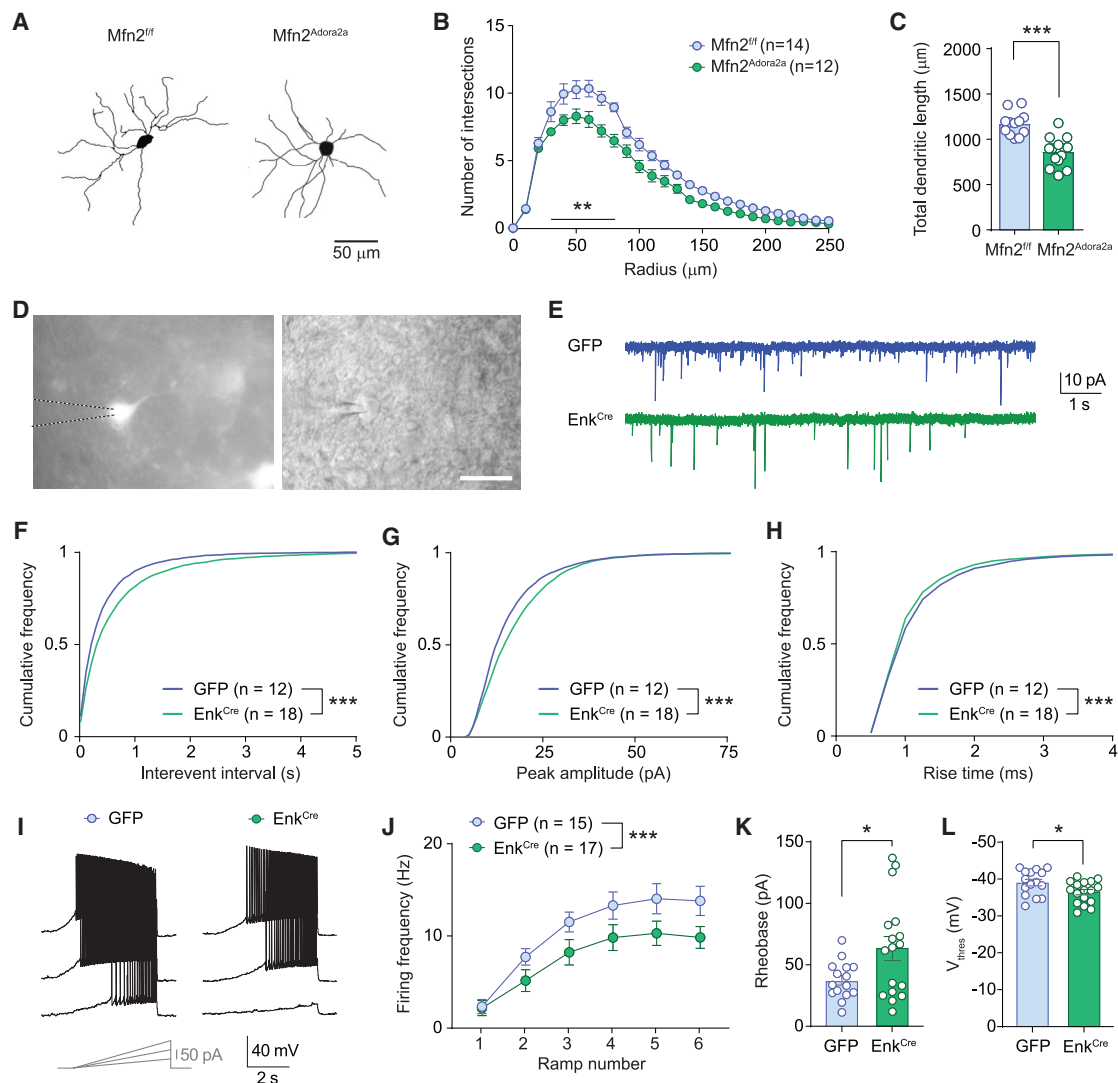 A
Mfn2f/f
Mfn2Adora2a
50 μm
B
Number of intersections
15
10
5
0
Mfn2f/f (n=14)
Mfn2Adora2a (n=12)
**
0 50 100 150 200 250
Radius (μm)
C
***
Total dendritic length (μm)
2000
1500
1000
500
0
Mfn2f/f Mfn2Adora2a
D
E
GFP
EnkCre
10 pA
1 s
F
Cumulative frequency
1
0.5
0
GFP (n = 12)
EnkCre (n = 18)
***
0 1 2 3 4 5
Interevent interval (s)
G
Cumulative frequency
1
0.5
0
GFP (n = 12)
EnkCre (n = 18)
***
0 25 50 75
Peak amplitude (pA)
H
Cumulative frequency
1
0.5
0
GFP (n = 12)
EnkCre (n = 18)
***
0 1 2 3 4
Rise time (ms)
I
GFP
EnkCre
50 pA
40 mV
2 s
J
GFP (n = 15)
EnkCre (n = 17)
***
Firing frequency (Hz)
20
10
0
1 2 3 4 5 6
Ramp number
K
*
Rheobase (pA)
150
100
50
0
GFP EnkCre
L
*
Vthres (mV)
-50
-40
-30
-20
-10
0
GFP EnkCre